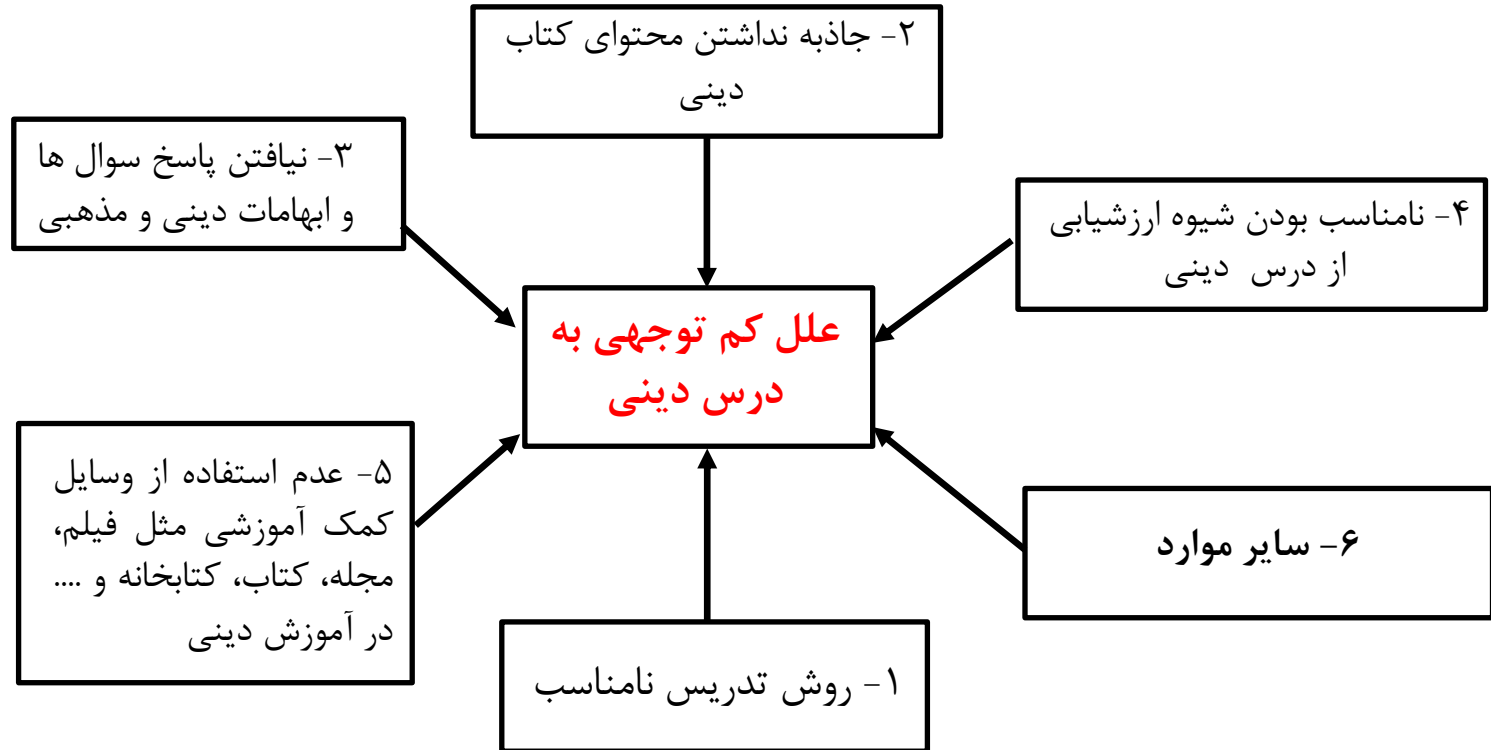 ۲- جاذبه نداشتن محتوای کتاب
دینی
۳- نیافتن پاسخ سوال ها
و ابهامات دینی و مذهبی
۴- نامناسب بودن شیوه ارزشیابی
از درس دینی
علل کم توجهی به
درس دینی
۵- عدم استفاده از وسایل
کمک آموزشی مثل فیلم،
مجله، کتاب، کتابخانه و ....
در آموزش دینی
۶- سایر موارد
۱- روش تدریس نامناسب